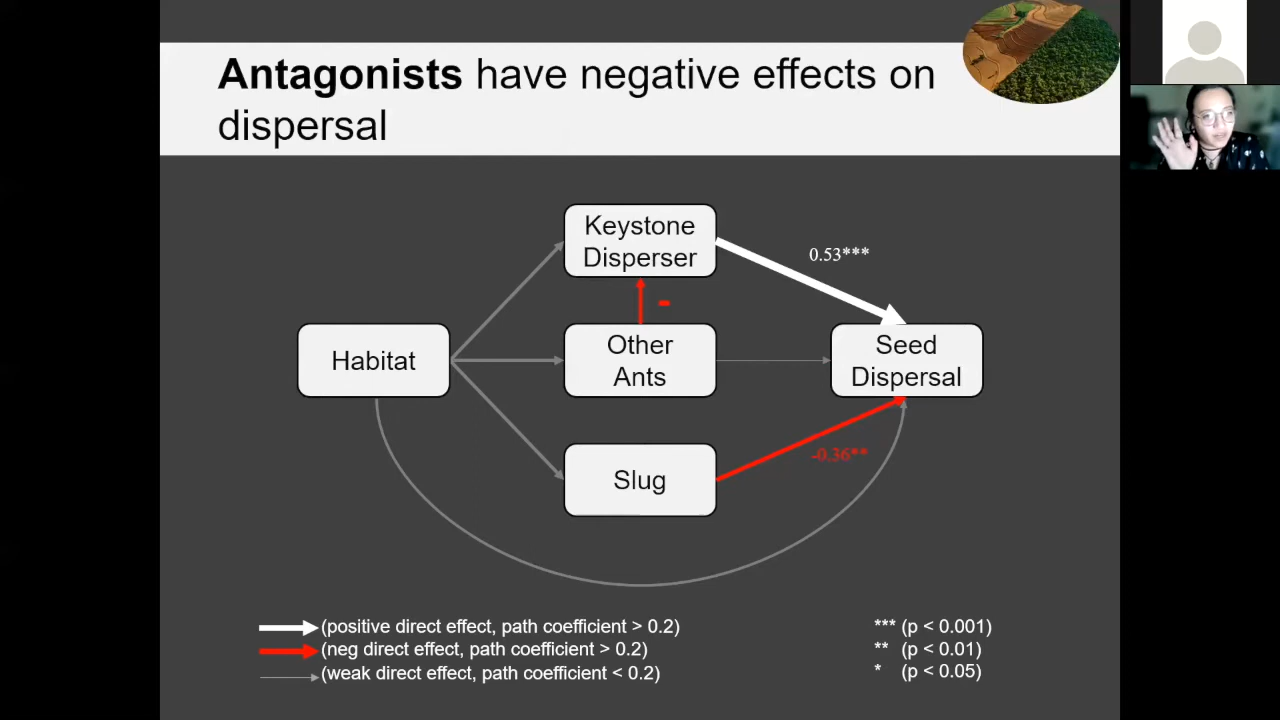 Antagonists have negative effects on
dispersal
Keystone
Disperser
0.53***
-
Habitat
Other
Ants
Seed
Dispersal
-0.36**
Slug
(positive direct effect, path coefficient > 0.2)
(neg direct effect, path coefficient > 0.2)
(weak direct effect, path coefficient < 0.2)
*** (p < 0.001)
** (p < 0.01)
* (p < 0.05)